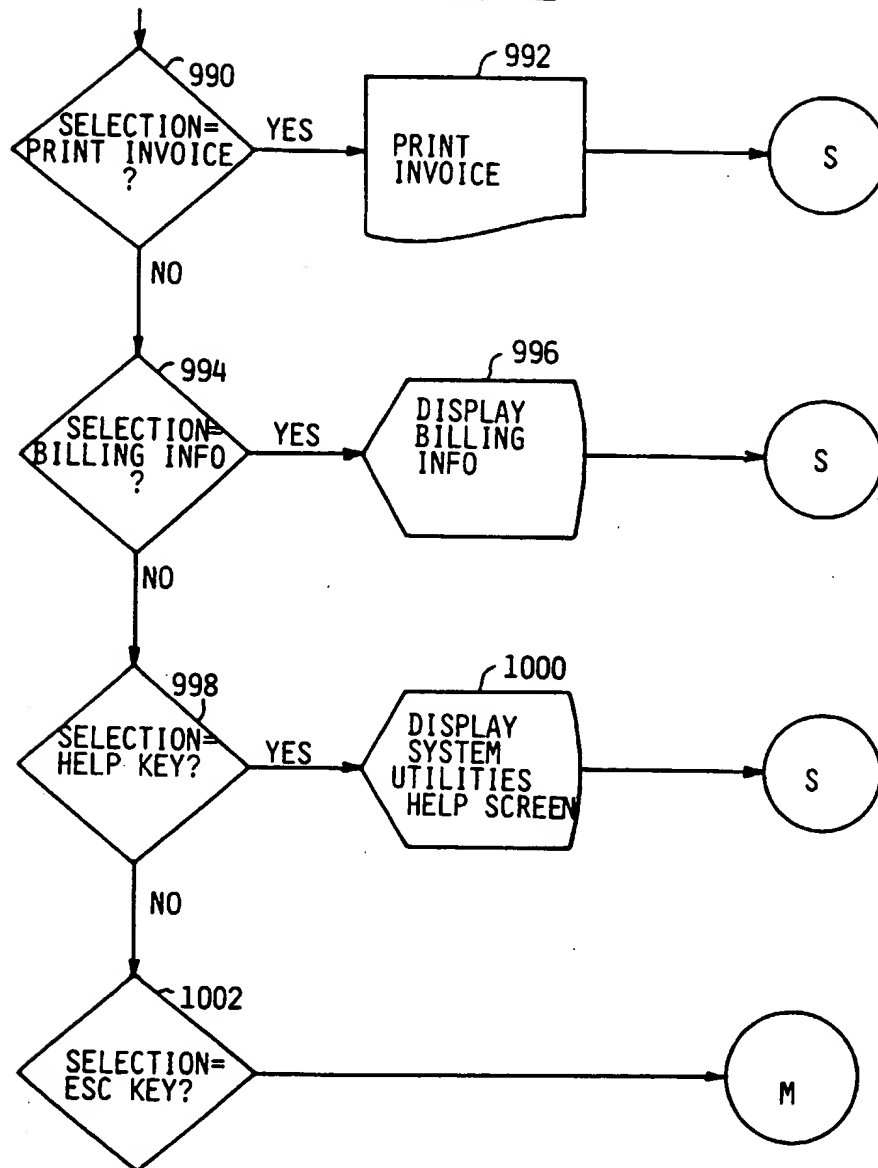 990
SELECTION=
PRINT INVOICE
?
YES
992
PRINT
INVOICE
S
NO
994
SELECTION=
BILLING INFO
?
YES
996
DISPLAY
BILLING
INFO
S
NO
998
SELECTION=
HELP KEY?
YES
1000
DISPLAY
SYSTEM
UTILITIES
HELP SCREEN
S
NO
1002
SELECTION=
ESC KEY?
M